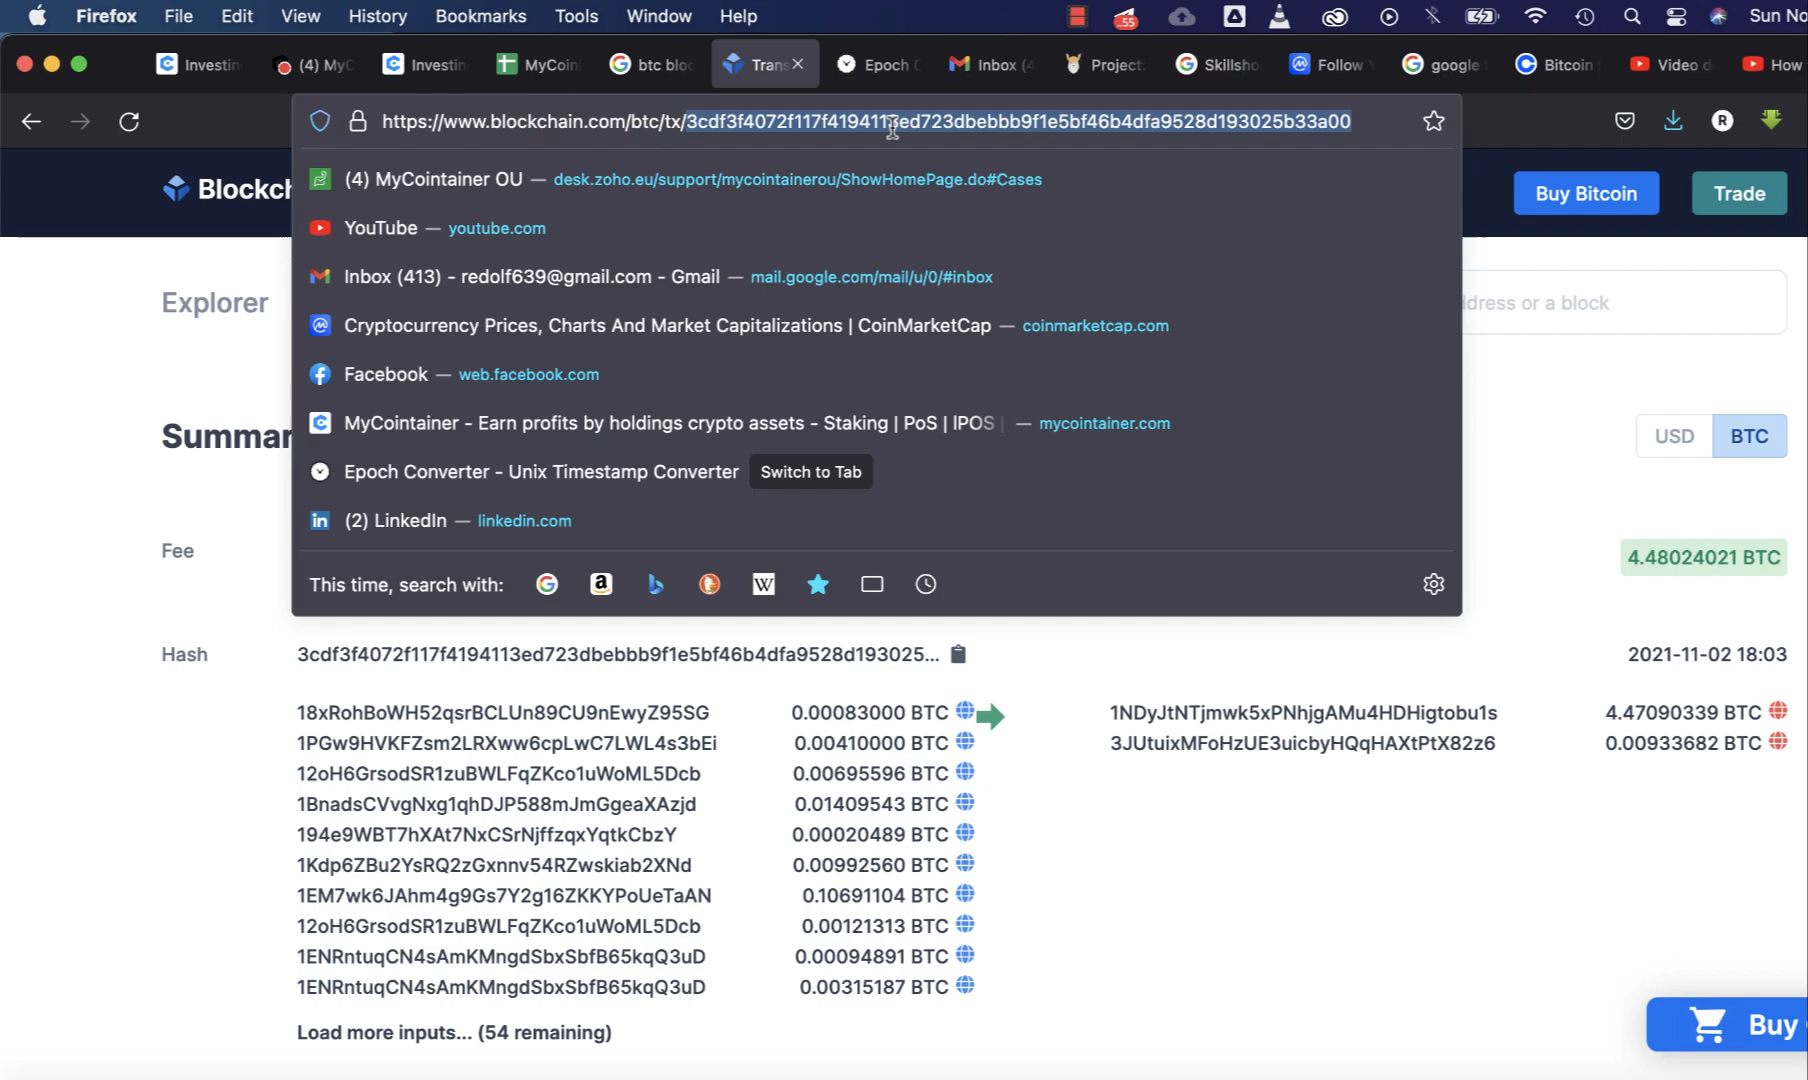 Firefox File Edit View History Bookmarks Tools Window Help .55 Sun No
Investin (4) MyC Investin MyCoin btc blo Trans Epoch C Inbox (4 Project: Skillsho Follow google Bitcoin Video d How
https://www.blockchain.com/btc/tx/3cdf3f4072f117f4194113ed723dbebbb9f1e5bf46b4dfa9528d193025b33a00
(4) MyCointainer OU — desk.zoho.eu/support/mycointainerou/ShowHomePage.do#Cases
Blockch
Buy Bitcoin Trade
YouTube — youtube.com
Inbox (413) - redolf639@gmail.com - Gmail — mail.google.com/mail/u/0/#inbox
Explorer
ddress or a block
Cryptocurrency Prices, Charts And Market Capitalizations | CoinMarketCap — coinmarketcap.com
Facebook — web.facebook.com
MyCointainer - Earn profits by holdings crypto assets - Staking | PoS | IPOS | — mycointainer.com
Summar
USD BTC
Epoch Converter - Unix Timestamp Converter Switch to Tab
(2) LinkedIn — linkedin.com
Fee 4.48024021 BTC
This time, search with:
Hash 3cdf3f4072f117f4194113ed723dbebbb9f1e5bf46b4dfa9528d193025... 2021-11-02 18:03
18xRohBoWH52qsrBCLUn89CU9nEwyZ95SG 0.00083000 BTC 1NDyJtNTjmwk5xPNhjgAMu4HDHigtobu1s 4.47090339 BTC
1PGw9HVKFZsm2LRXww6cpLwC7LWL4s3bEi 0.00410000 BTC 3JUtuixMFoHzUE3uicbyHQqHAXtPtX82z6 0.00933682 BTC
12oH6GrsodSR1zuBWLFqZKco1uWoML5Dcb 0.00695596 BTC
1BnadsCVvgNxg1qhDJP588mJmGgeaXAzjd 0.01409543 BTC
194e9WBT7hXAt7NxCSrNjffzqxYqtkCbzY 0.00020489 BTC
1Kdp6ZBu2YsRQ2zGxnnv54RZwskiab2XNd 0.00992560 BTC
1EM7wk6JAhm4g9Gs7Y2g16ZKKYPoUeTaAN 0.10691104 BTC
12oH6GrsodSR1zuBWLFqZKco1uWoML5Dcb 0.00121313 BTC
1ENRntuqCN4sAmKMngdSbxSbfB65kqQ3uD 0.00094891 BTC
1ENRntuqCN4sAmKMngdSbxSbfB65kqQ3uD 0.00315187 BTC
Load more inputs... (54 remaining)
Buy